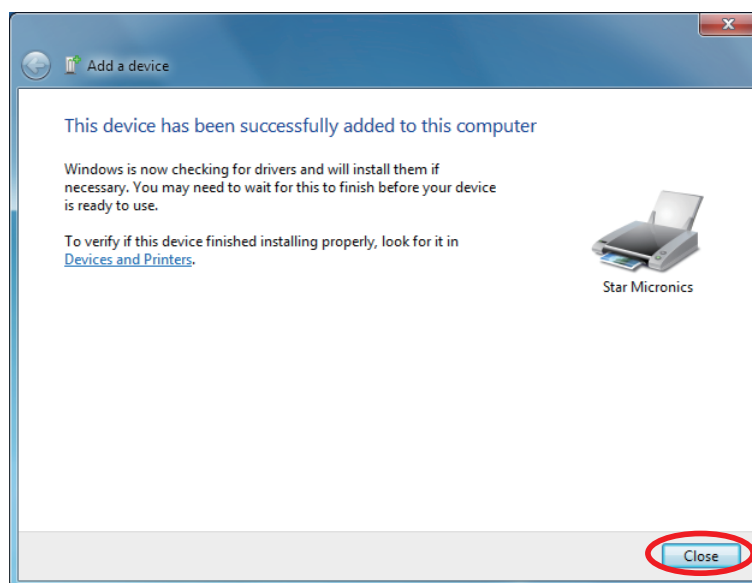 Add a device
This device has been successfully added to this computer
Windows is now checking for drivers and will install them if
necessary. You may need to wait for this to finish before your device
is ready to use.
To verify if this device finished installing properly, look for it in
Devices and Printers.
Star Micronics
Close